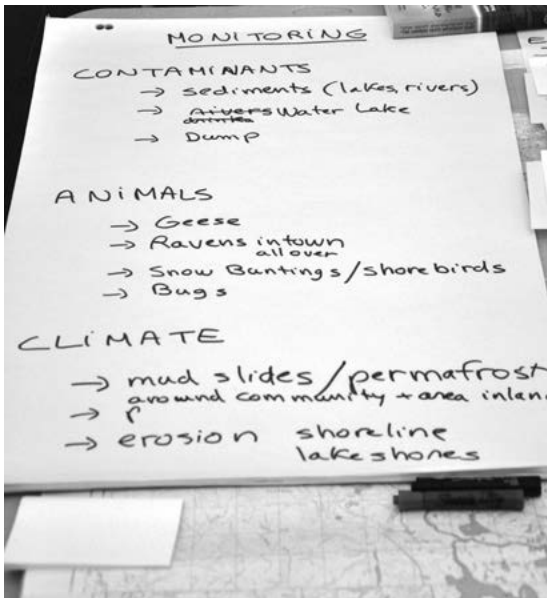 MONITORING
CONTAMINANTS
→ sediments (lakes, rivers)
→ Rivers Water Lake
→ Dump
ANiMALS
→ Geese
→ Ravens in town
all over
→ Snow Buntings/shorebirds
→ Bugs
CLiMATE
→ mud slides/permafrost
around community + area inlan
→ P
→ erosion shoreline
lakeshores